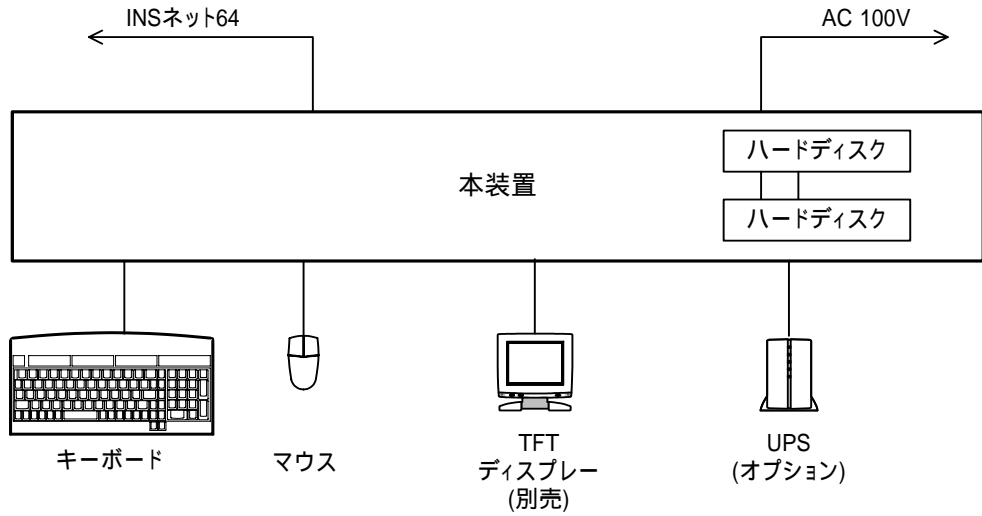 INSネット64
AC 100V
ハードディスク
本装置
ハードディスク
キーボード
マウス
TFT
ディスプレー
(別売)
UPS
(オプション)